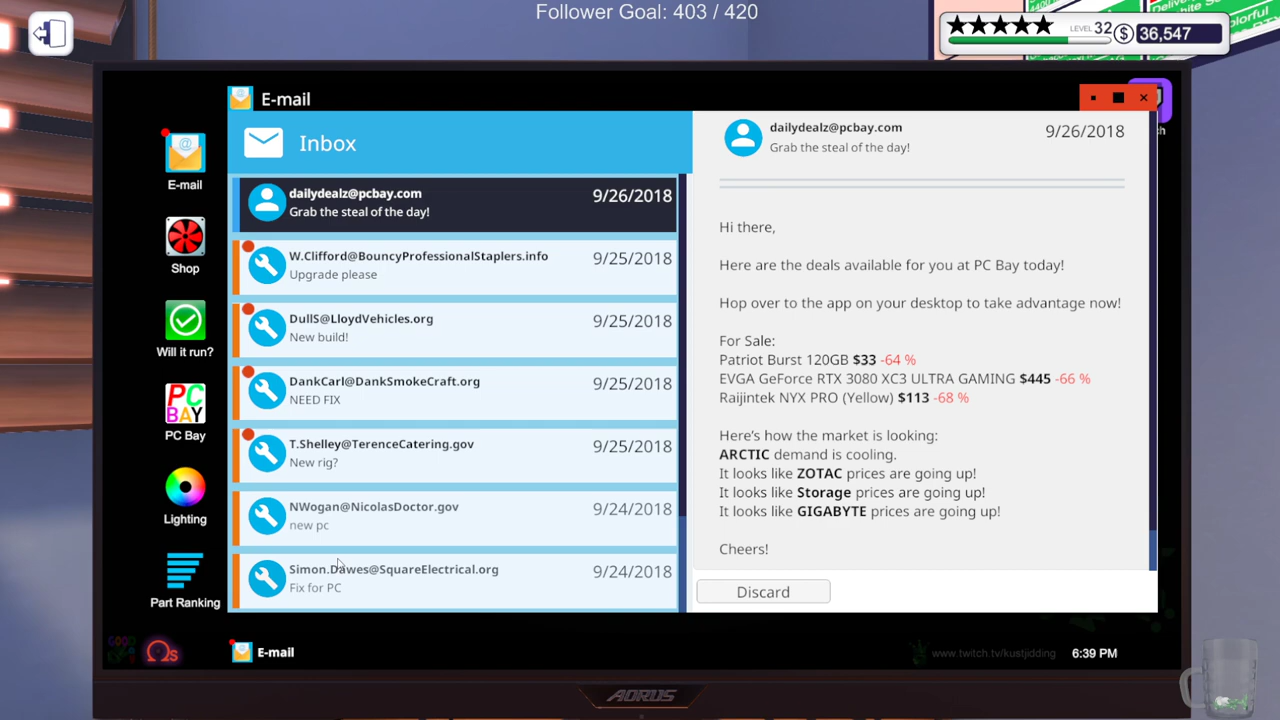 Follower Goal: 403 / 420
LEVEL 32
$ 36,547
E-mail
Inbox
dailydealz@pcbay.com
Grab the steal of the day!
9/26/2018
W.Clifford@BouncyProfessionalStaplers.info
Upgrade please
9/25/2018
DullS@LloydVehicles.org
New build!
9/25/2018
DankCarl@DankSmokeCraft.org
NEED FIX
9/25/2018
T.Shelley@TerenceCatering.gov
New rig?
9/25/2018
NWogan@NicolasDoctor.gov
new pc
9/24/2018
Simon.Dawes@SquareElectrical.org
Fix for PC
9/24/2018
dailydealz@pcbay.com
Grab the steal of the day!
9/26/2018
Hi there,
Here are the deals available for you at PC Bay today!
Hop over to the app on your desktop to take advantage now!
For Sale:
Patriot Burst 120GB $33 -64 %
EVGA GeForce RTX 3080 XC3 ULTRA GAMING $445 -66 %
Raijintek NYX PRO (Yellow) $113 -68 %
Here's how the market is looking:
ARCTIC demand is cooling.
It looks like ZOTAC prices are going up!
It looks like Storage prices are going up!
It looks like GIGABYTE prices are going up!
Cheers!
Discard
E-mail
Shop
Will it run?
PC
BAY
PC Bay
Lighting
Part Ranking
E-mail
www.twitch.tv/kustjidding
6:39 PM
AORUS